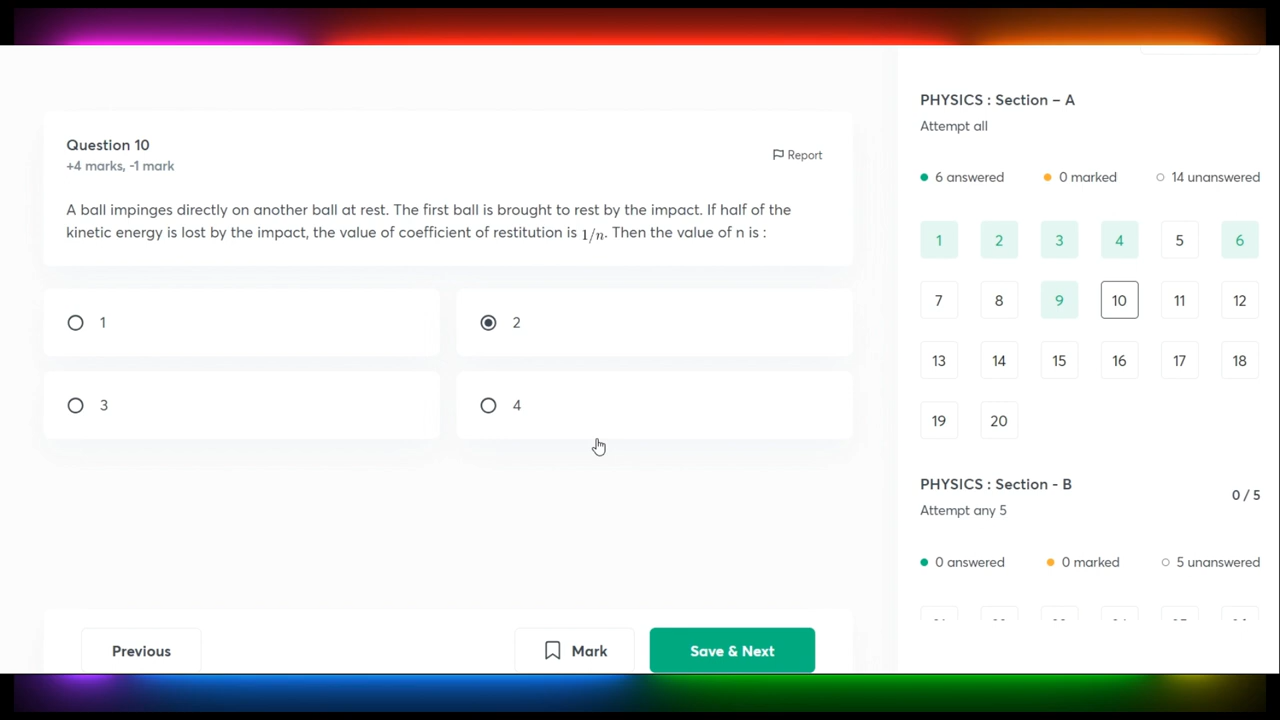 PHYSICS : Section – A
Attempt all
6 answered
0 marked
14 unanswered
1 2 3 4 5 6
7 8 9 10 11 12
13 14 15 16 17 18
19 20
PHYSICS : Section - B
0 / 5
Attempt any 5
0 answered
0 marked
5 unanswered
Question 10
+4 marks, -1 mark
Report
A ball impinges directly on another ball at rest. The first ball is brought to rest by the impact. If half of the
kinetic energy is lost by the impact, the value of coefficient of restitution is 1/n. Then the value of n is :
1
2
3
4
Previous
Mark
Save & Next